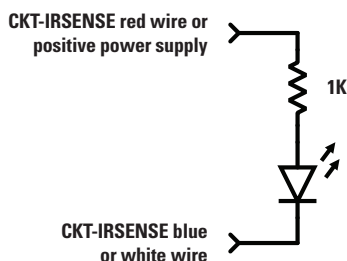 CKT-IRSENSE red wire or
positive power supply
1K
CKT-IRSENSE blue
or white wire